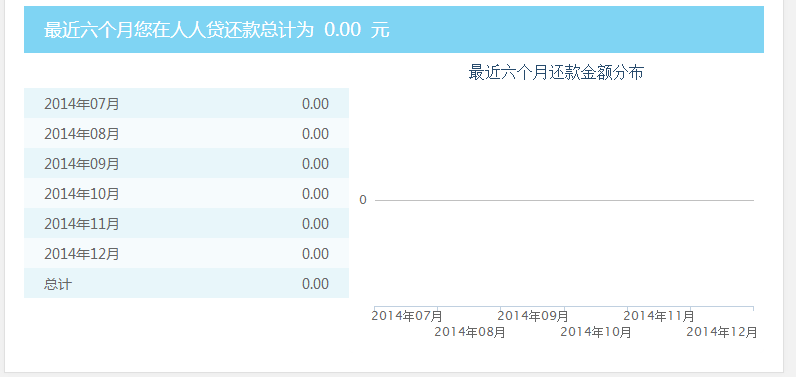 最近六个月您在人人贷还款总计为 0.00 元
最近六个月还款金额分布
2014年07月 0.00
2014年08月 0.00
2014年09月 0.00
2014年10月 0.00
2014年11月 0.00
2014年12月 0.00
总计 0.00
0
2014年07月 2014年09月 2014年11月
2014年08月 2014年10月 2014年12月